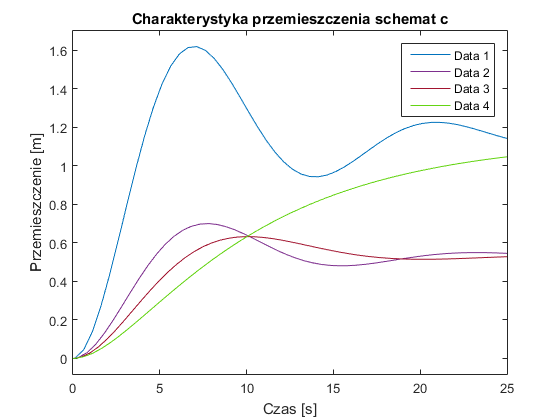 Charakterystyka przemieszczenia schemat c
Przemieszczenie [m]
1.6
1.4
1.2
1
0.8
0.6
0.4
0.2
0
Data 1
Data 2
Data 3
Data 4
0 5 10 15 20 25
Czas [s]